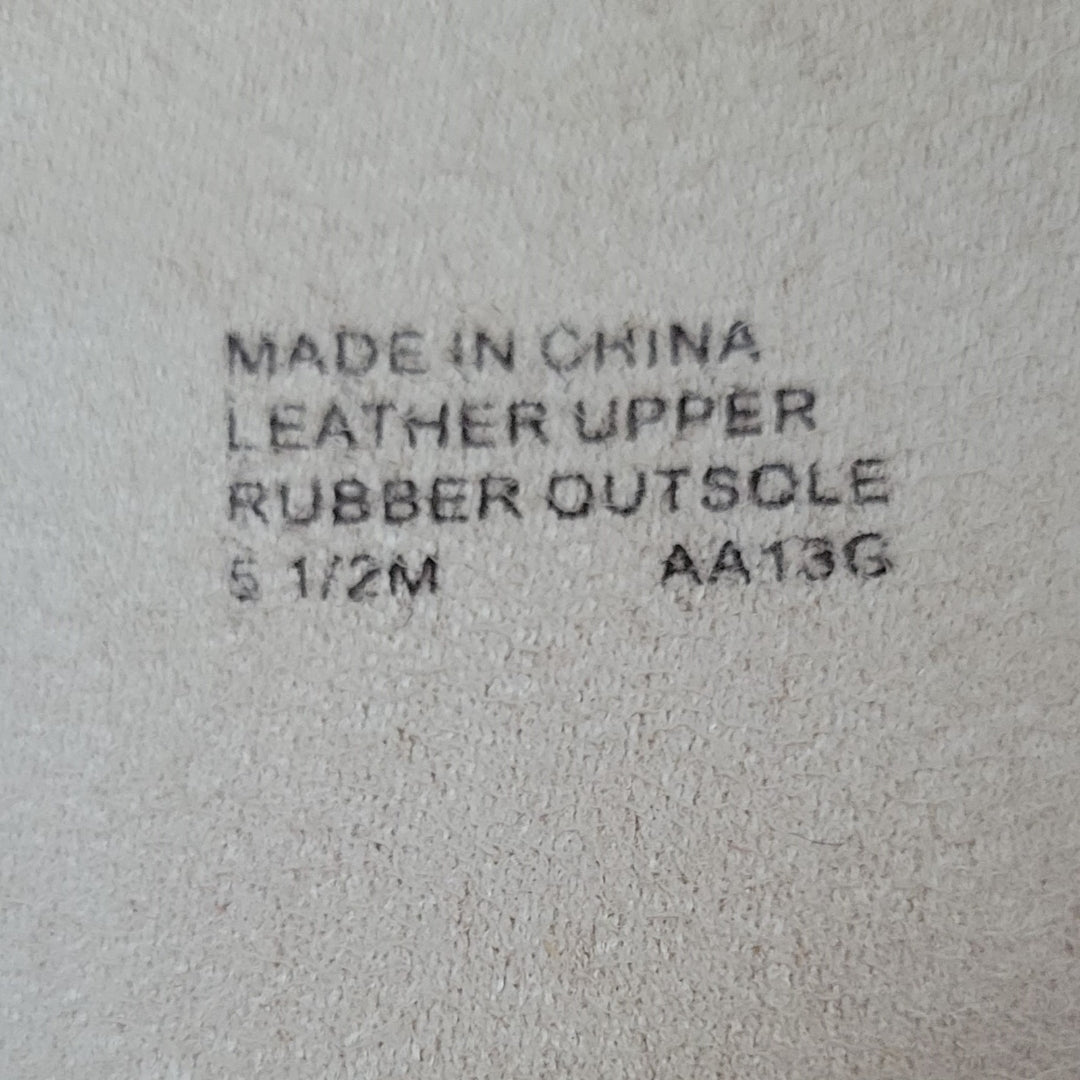 MADE IN CHINA
LEATHER UPPER
RUBBER OUTSOLE
5 1/2M AA13G